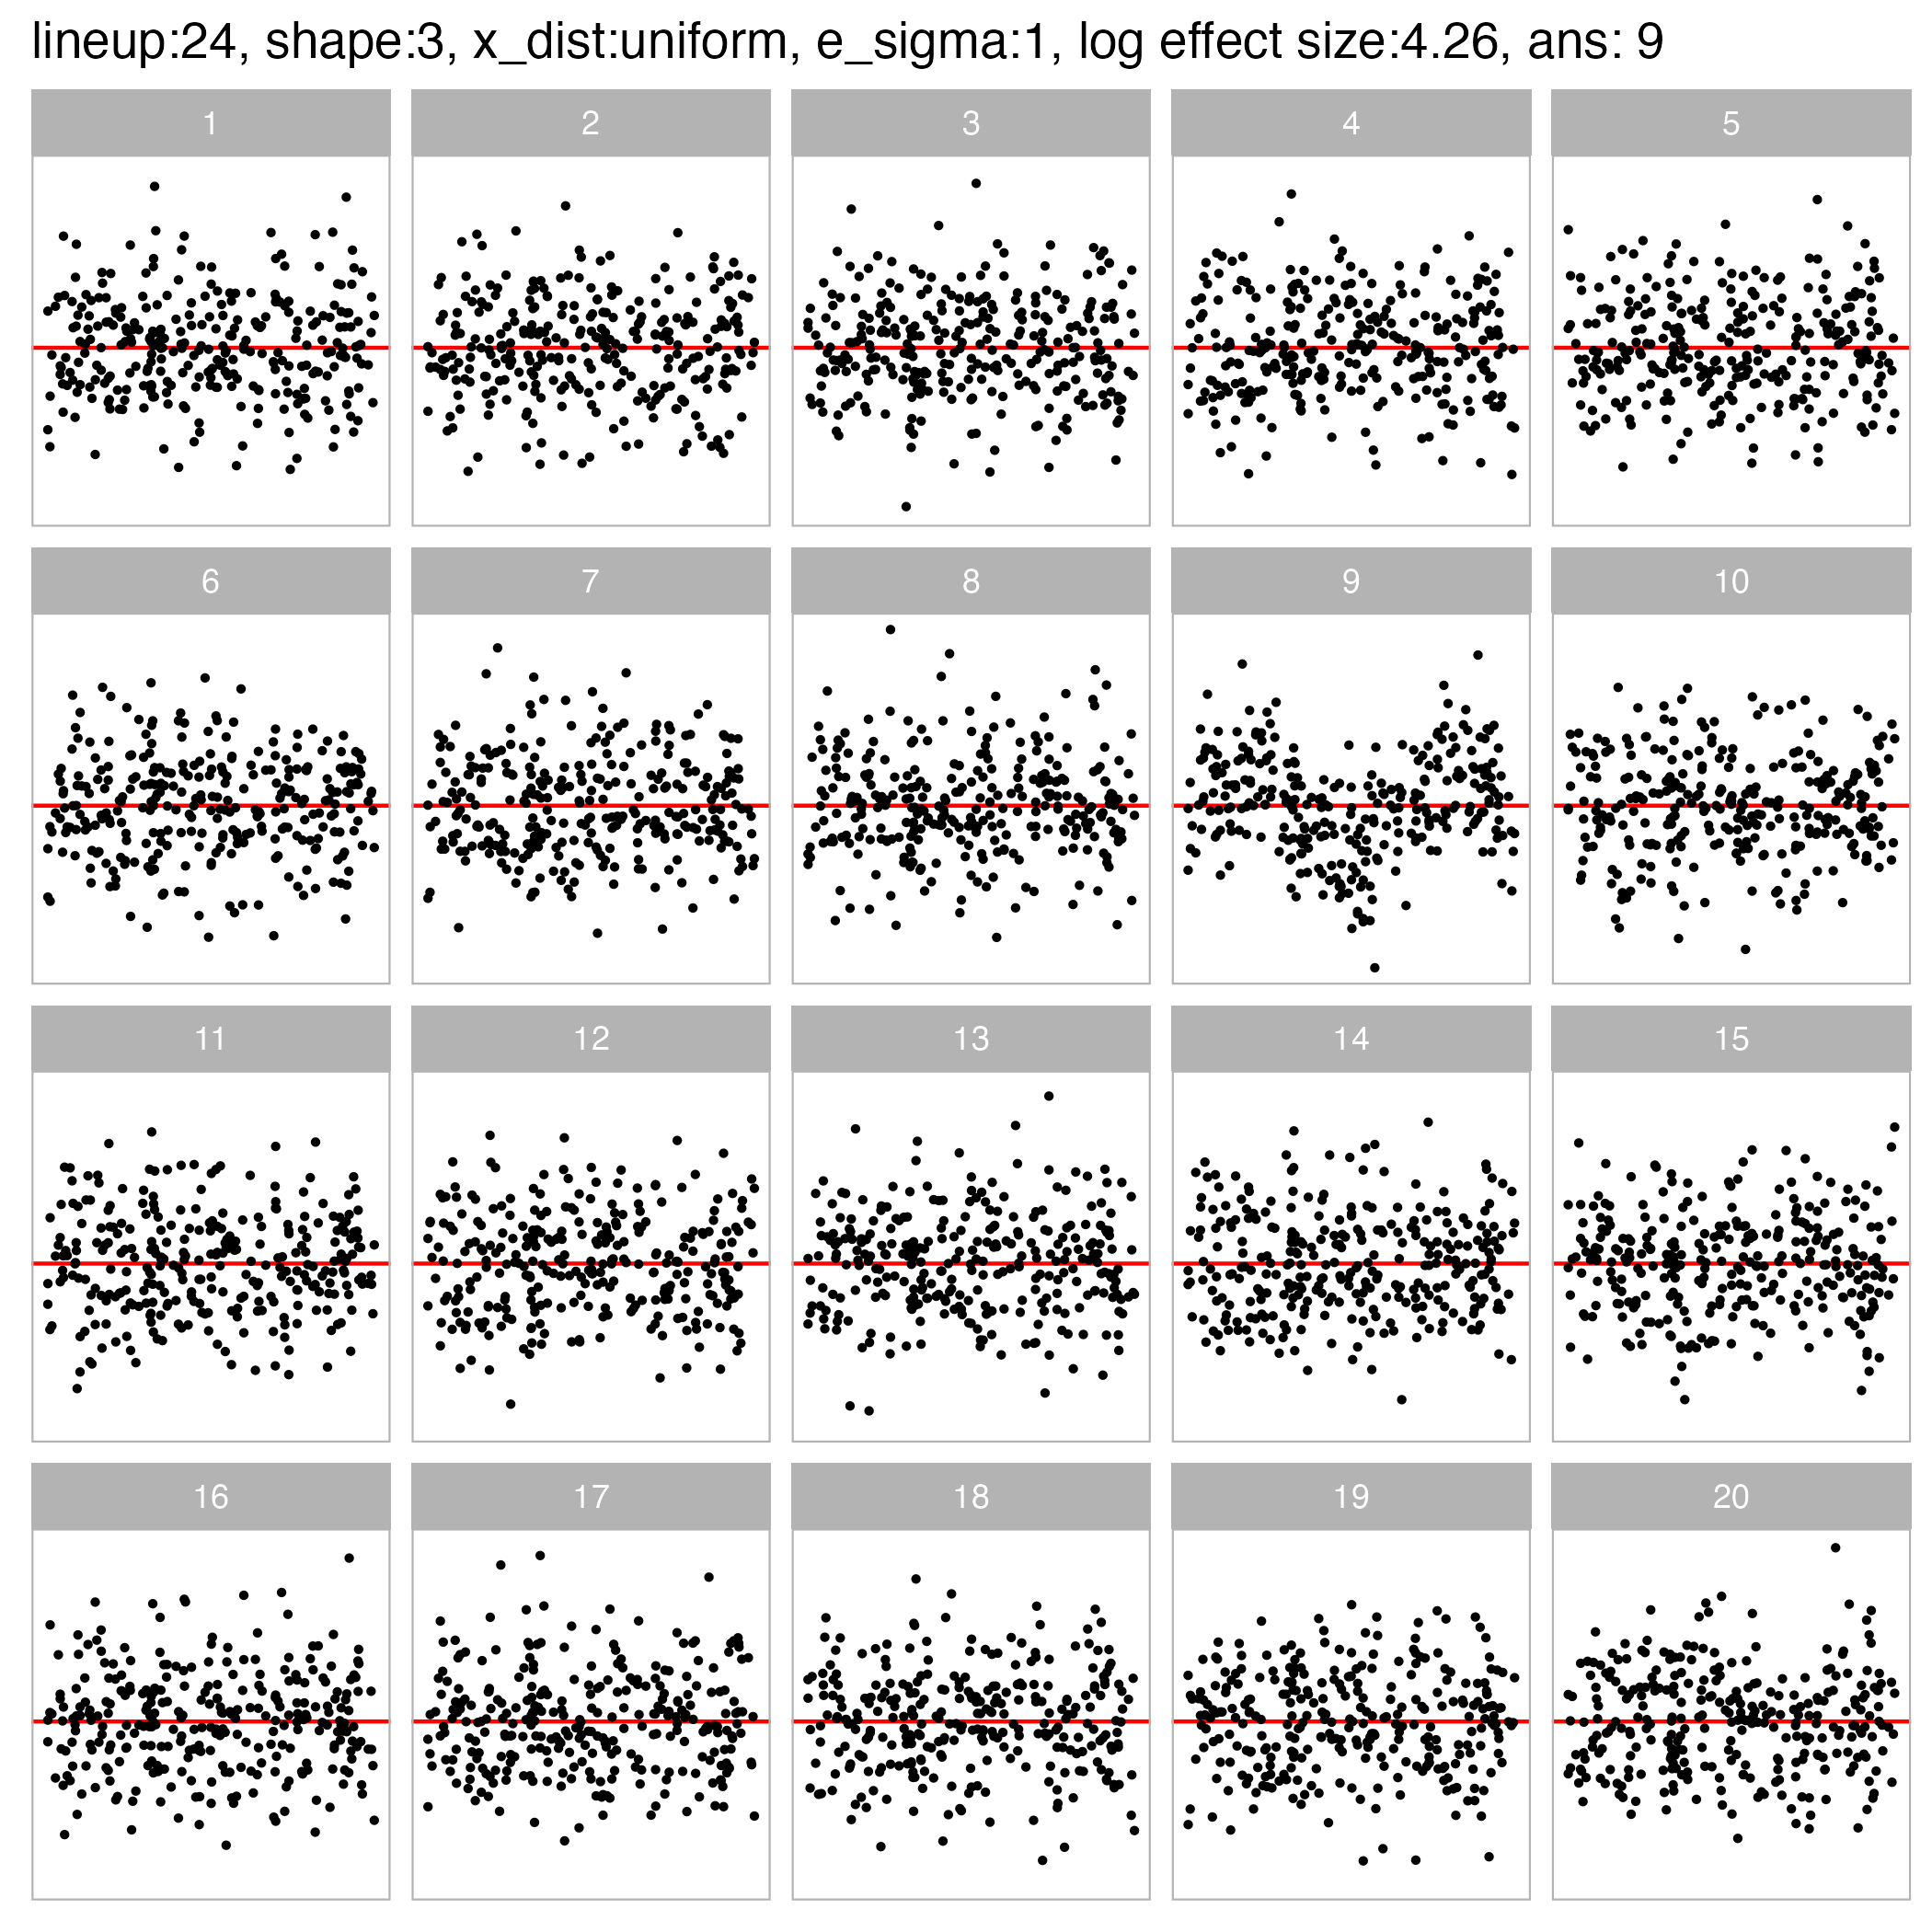 lineup:24, shape:3, x_dist:uniform, e_sigma:1, log effect size:4.26, ans: 9
1 2 3 4 5
6 7 8 9 10
11 12 13 14 15
16 17 18 19 20